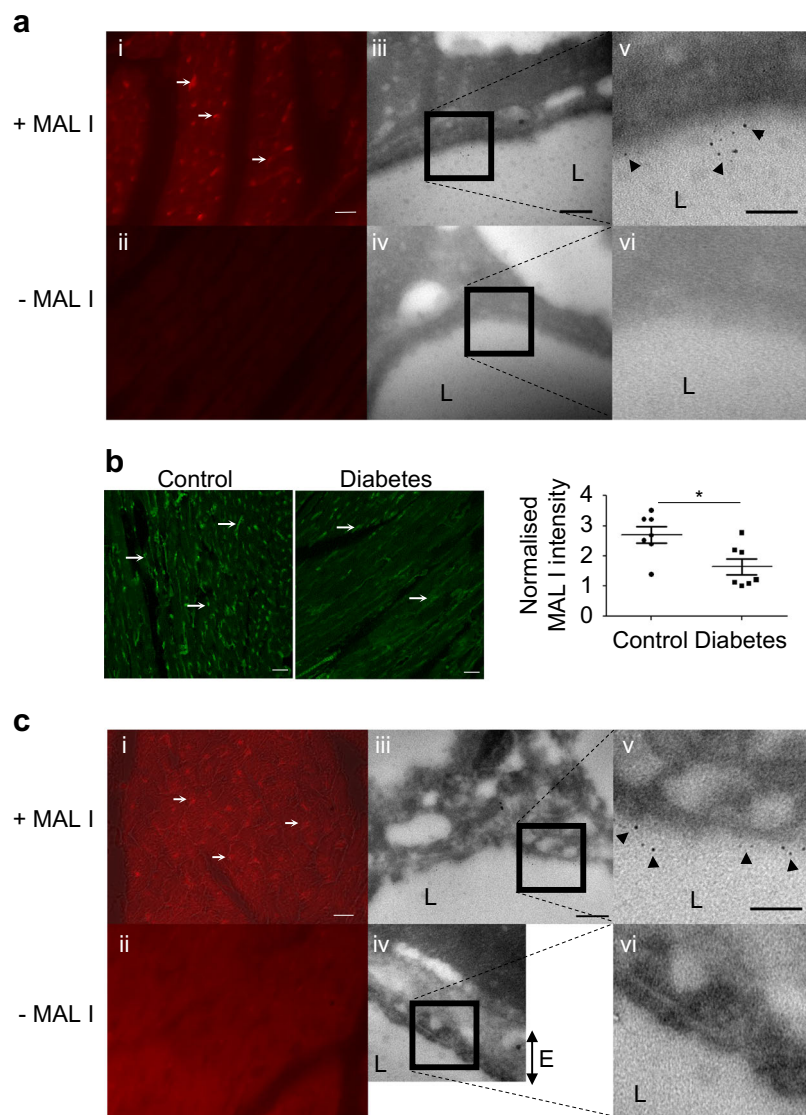 a
i
iii
v
+ MAL I
L
L
ii
iv
vi
- MAL I
L
L
b
Control
Diabetes
*
4
3
2
1
0
Normalised
MAL I intensity
Control Diabetes
c
i
iii
v
+ MAL I
L
L
ii
iv
vi
- MAL I
L
E
L